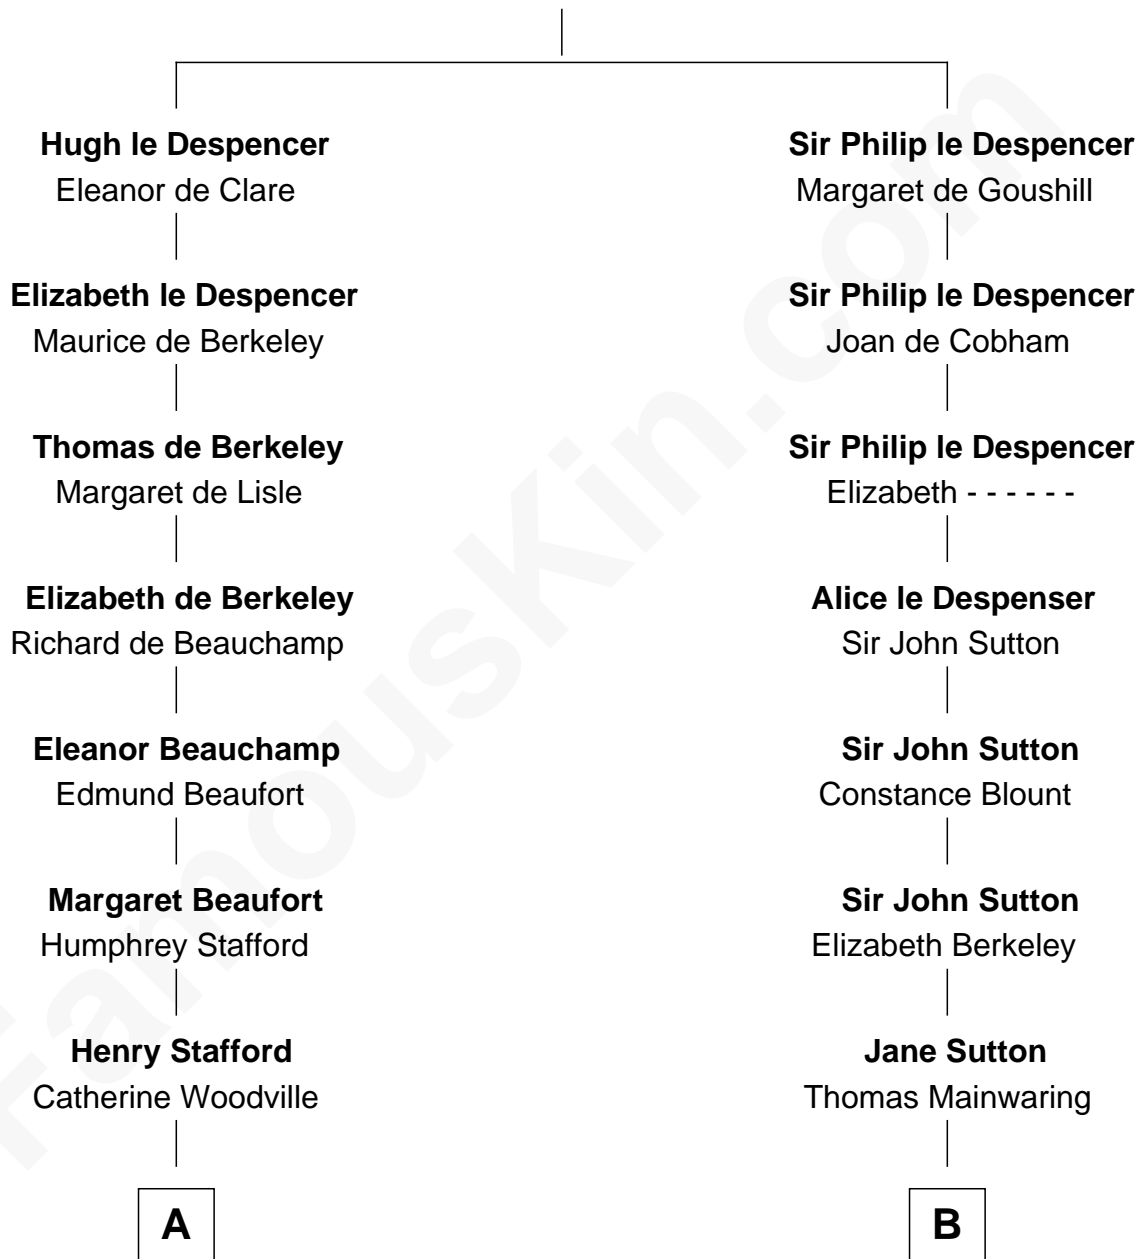 Hugh le Despencer
Eleanor de Clare
Elizabeth le Despencer
Maurice de Berkeley
Thomas de Berkeley
Margaret de Lisle
Elizabeth de Berkeley
Richard de Beauchamp
Eleanor Beauchamp
Edmund Beaufort
Margaret Beaufort
Humphrey Stafford
Henry Stafford
Catherine Woodville
A
Sir Philip le Despencer
Margaret de Goushill
Sir Philip le Despencer
Joan de Cobham
Sir Philip le Despencer
Elizabeth - - - - - -
Alice le Despenser
Sir John Sutton
Sir John Sutton
Constance Blount
Sir John Sutton
Elizabeth Berkeley
Jane Sutton
Thomas Mainwaring
B
FamousKin.com